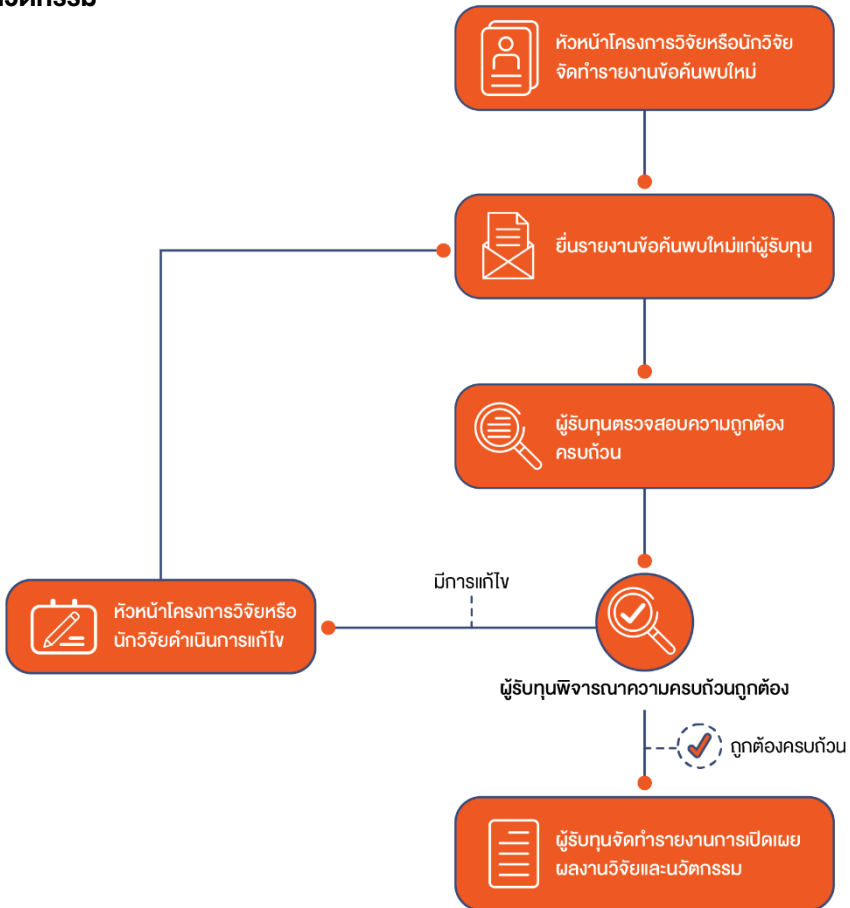 หัวหน้าโครงการวิจัยหรือนักวิจัย
จัดทำรายงานข้อค้นพบใหม่
ยื่นรายงานข้อค้นพบใหม่แก่ผู้รับทุน
ผู้รับทุนตรวจสอบความถูกต้อง
ครบถ้วน
มีการแก้ไข
หัวหน้าโครงการวิจัยหรือ
นักวิจัยดำเนินการแก้ไข
ผู้รับทุนพิจารณาความครบถ้วนถูกต้อง
ถูกต้องครบถ้วน
ผู้รับทุนจัดทำรายงานการเปิดเผย
ผลงานวิจัยและนวัตกรรม